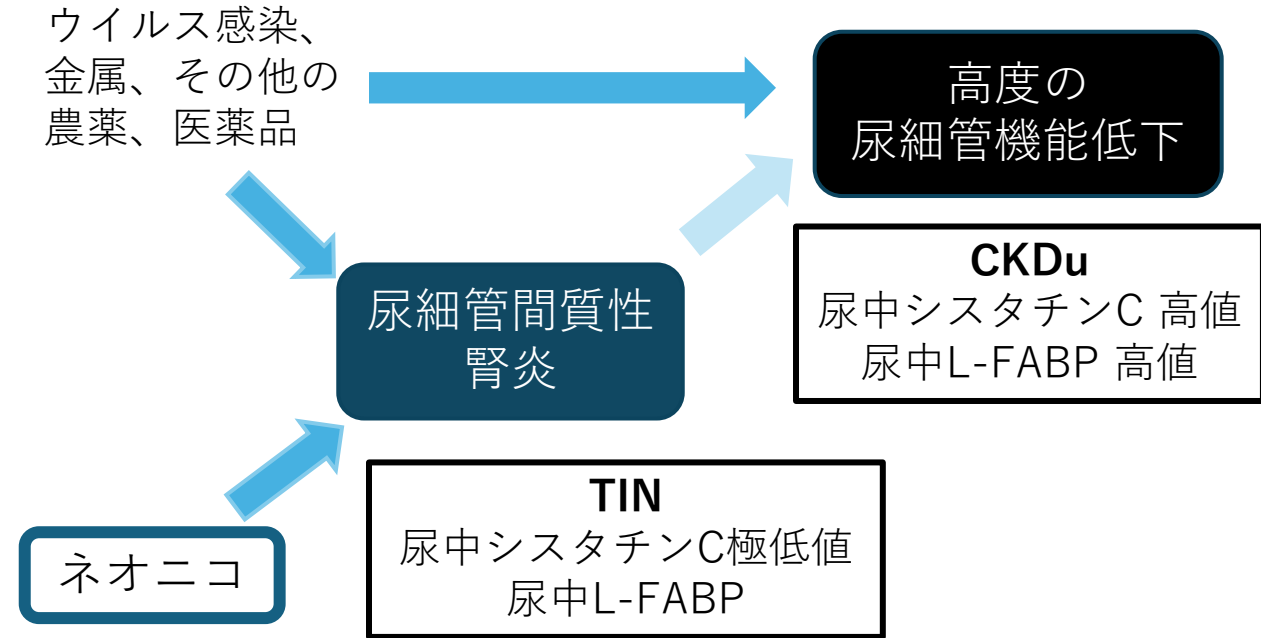 ウイルス感染、
金属、その他の
農薬、医薬品
高度の
尿細管機能低下
尿細管間質性
腎炎
CKDu
尿中シスタチンC 高値
尿中L-FABP 高値
TIN
尿中シスタチンC極低値
尿中L-FABP
ネオニコ